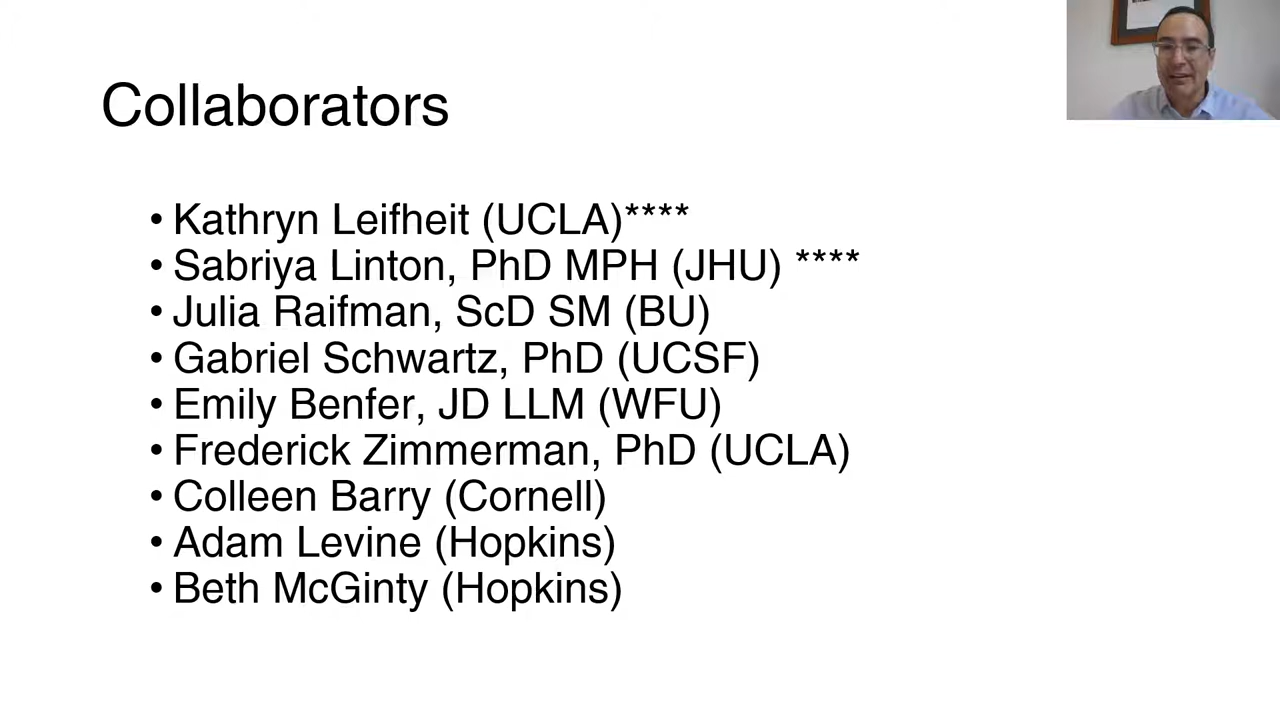 Collaborators
• Kathryn Leifheit (UCLA)****
• Sabriya Linton, PhD MPH (JHU) ****
• Julia Raifman, ScD SM (BU)
• Gabriel Schwartz, PhD (UCSF)
• Emily Benfer, JD LLM (WFU)
• Frederick Zimmerman, PhD (UCLA)
• Colleen Barry (Cornell)
• Adam Levine (Hopkins)
• Beth McGinty (Hopkins)